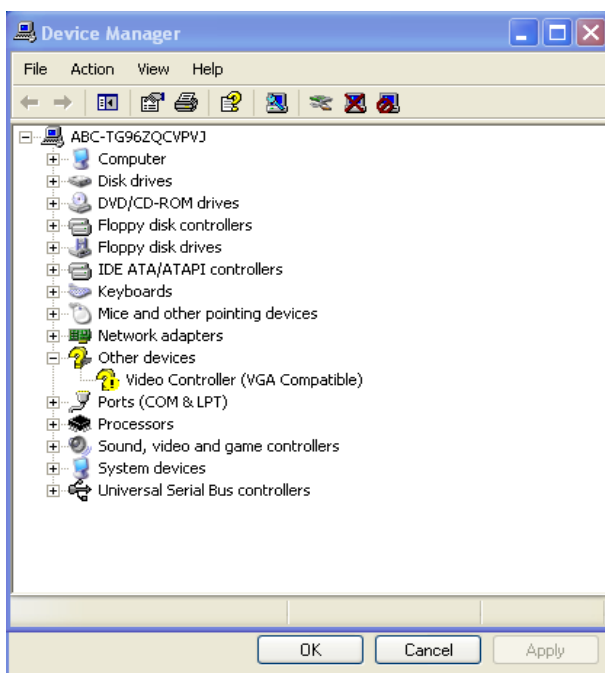 Device Manager
File Action View Help
ABC-TG96ZQCVPVJ
Computer
Disk drives
DVD/CD-ROM drives
Floppy disk controllers
Floppy disk drives
IDE ATA/ATAPI controllers
Keyboards
Mice and other pointing devices
Network adapters
Other devices
Video Controller (VGA Compatible)
Ports (COM & LPT)
Processors
Sound, video and game controllers
System devices
Universal Serial Bus controllers
OK Cancel Apply